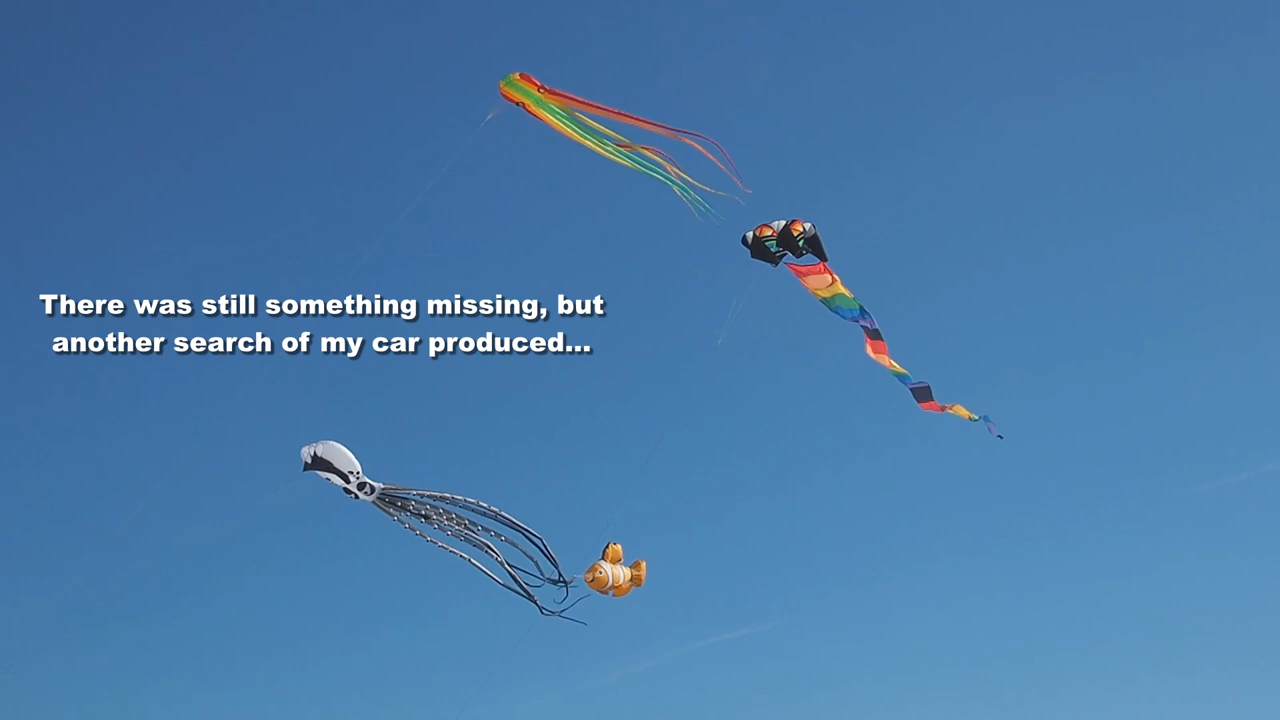 There was still something missing, but
another search of my car produced...